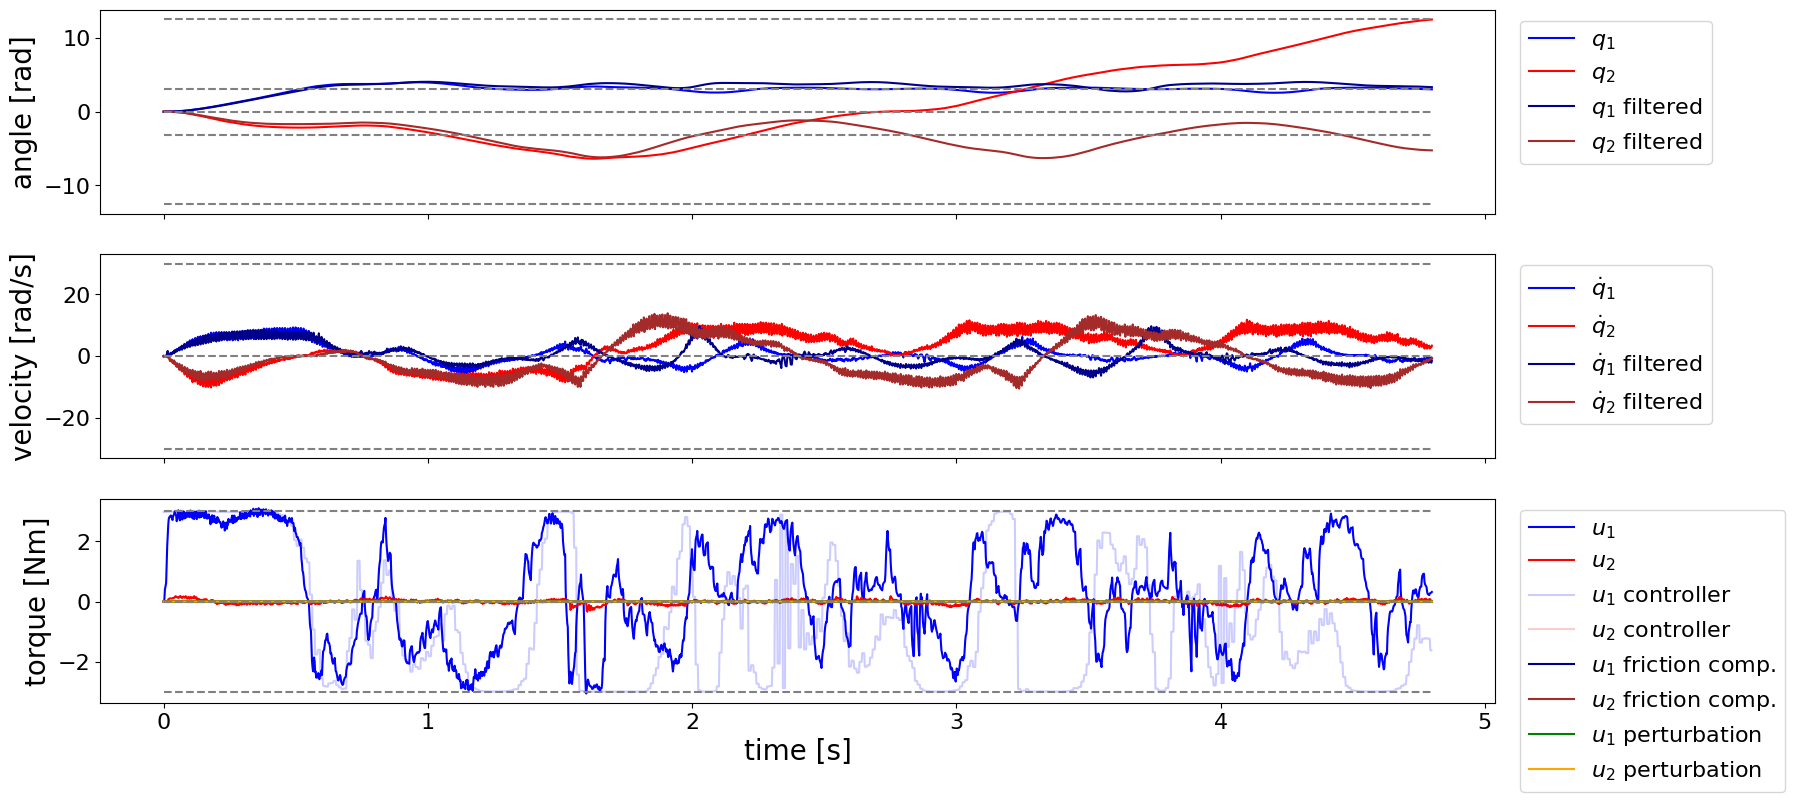 angle [rad]
10
0
−10
q₁
q₂
q₁ filtered
q₂ filtered
velocity [rad/s]
20
0
−20
q̇₁
q̇₂
q̇₁ filtered
q̇₂ filtered
torque [Nm]
2
0
−2
0 1 2 3 4 5
time [s]
u₁
u₂
u₁ controller
u₂ controller
u₁ friction comp.
u₂ friction comp.
u₁ perturbation
u₂ perturbation